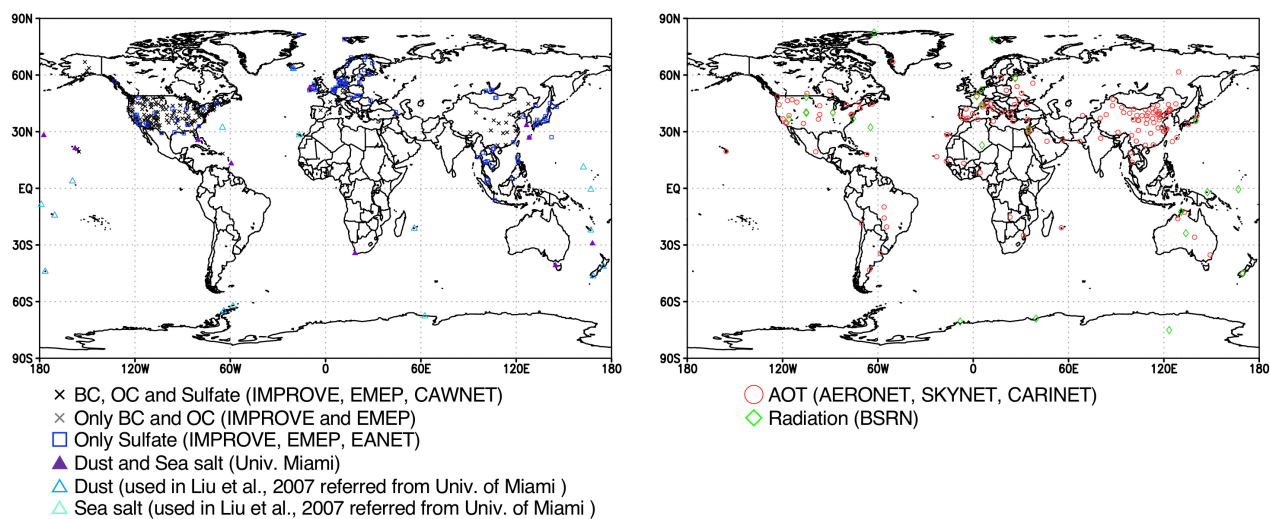 90N
60N
30N
EQ
30S
60S
90S
180 120W 60W 0 60E 120E 180
BC, OC and Sulfate (IMPROVE, EMEP, CAWNET)
Only BC and OC (IMPROVE and EMEP)
Only Sulfate (IMPROVE, EMEP, EANET)
Dust and Sea salt (Univ. Miami)
Dust (used in Liu et al., 2007 referred from Univ. of Miami )
Sea salt (used in Liu et al., 2007 referred from Univ. of Miami )
90N
60N
30N
EQ
30S
60S
90S
180 120W 60W 0 60E 120E 180
AOT (AERONET, SKYNET, CARINET)
Radiation (BSRN)